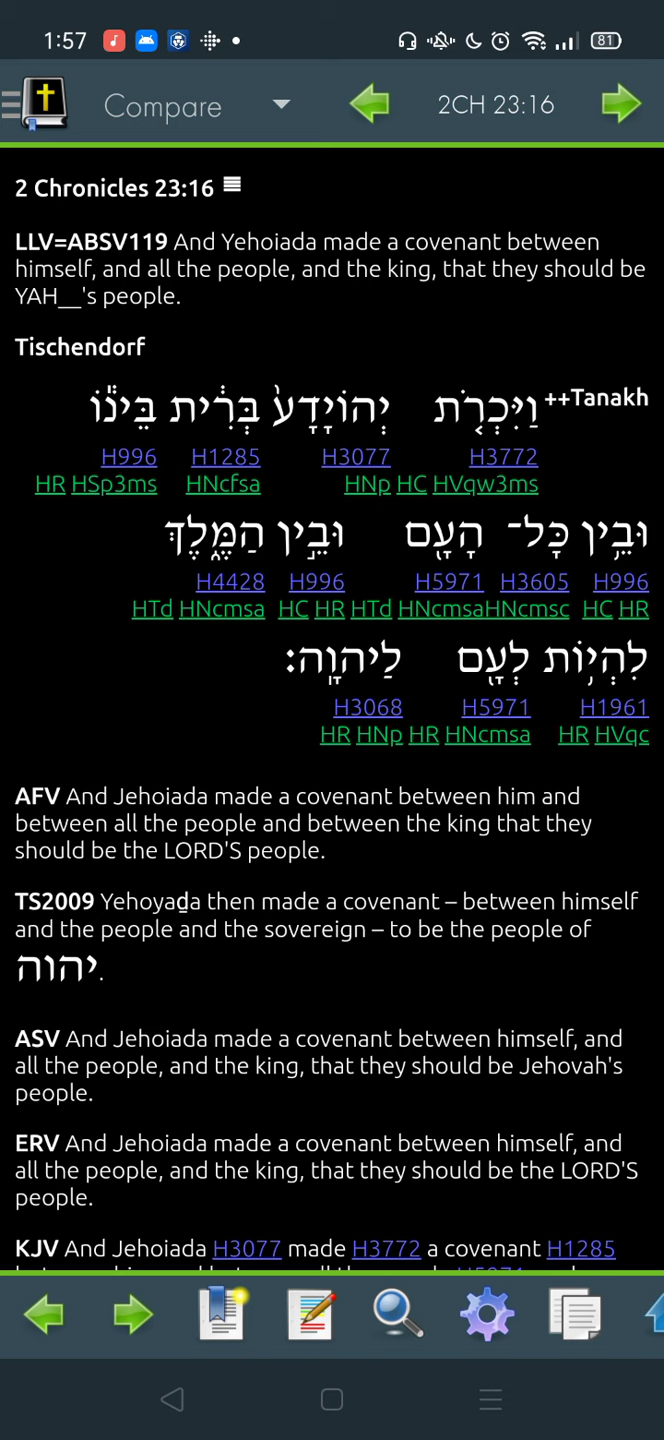 1:57
81
Compare
2CH 23:16
2 Chronicles 23:16
LLV=ABSV119 And Yehoiada made a covenant between
himself, and all the people, and the king, that they should be
YAH__'s people.
Tischendorf
++Tanakh וַיִּכְרֹ֤ת יְהוֹיָדָע֙ בְּרִ֔ית בֵּינ֕וֹ
H996 H1285 H3077 H3772
HR HSp3ms HNcfsa HNp HC HVqw3ms
וּבֵ֥ין כָּל־ הָעָ֖ם וּבֵ֣ין הַמֶּ֑לֶךְ
H4428 H996 H5971 H3605 H996
HTd HNcmsa HC HR HTd HNcmsaHNcmsc HC HR
לִהְי֥וֹת לְעָ֖ם לַיהוָֽה׃
H3068 H5971 H1961
HR HNp HR HNcmsa HR HVqc
AFV And Jehoiada made a covenant between him and
between all the people and between the king that they
should be the LORD'S people.
TS2009 Yehoyaḏa then made a covenant – between himself
and the people and the sovereign – to be the people of
יהוה.
ASV And Jehoiada made a covenant between himself, and
all the people, and the king, that they should be Jehovah's
people.
ERV And Jehoiada made a covenant between himself, and
all the people, and the king, that they should be the LORD'S
people.
KJV And Jehoiada H3077 made H3772 a covenant H1285